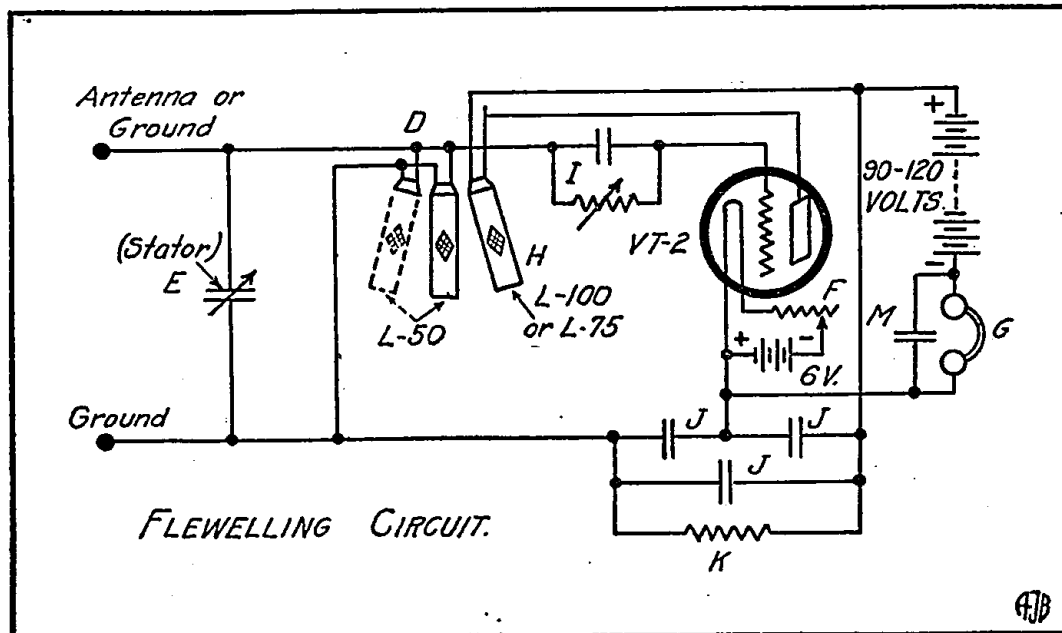 Antenna or
Ground
D
I
+
90-120
VOLTS.
-
(Stator)
E
H
VT-2
F
L-50
L-100
or L-75
+ -
6V.
M
G
Ground
J
J
J
K
FLEWELLING CIRCUIT.
AJB